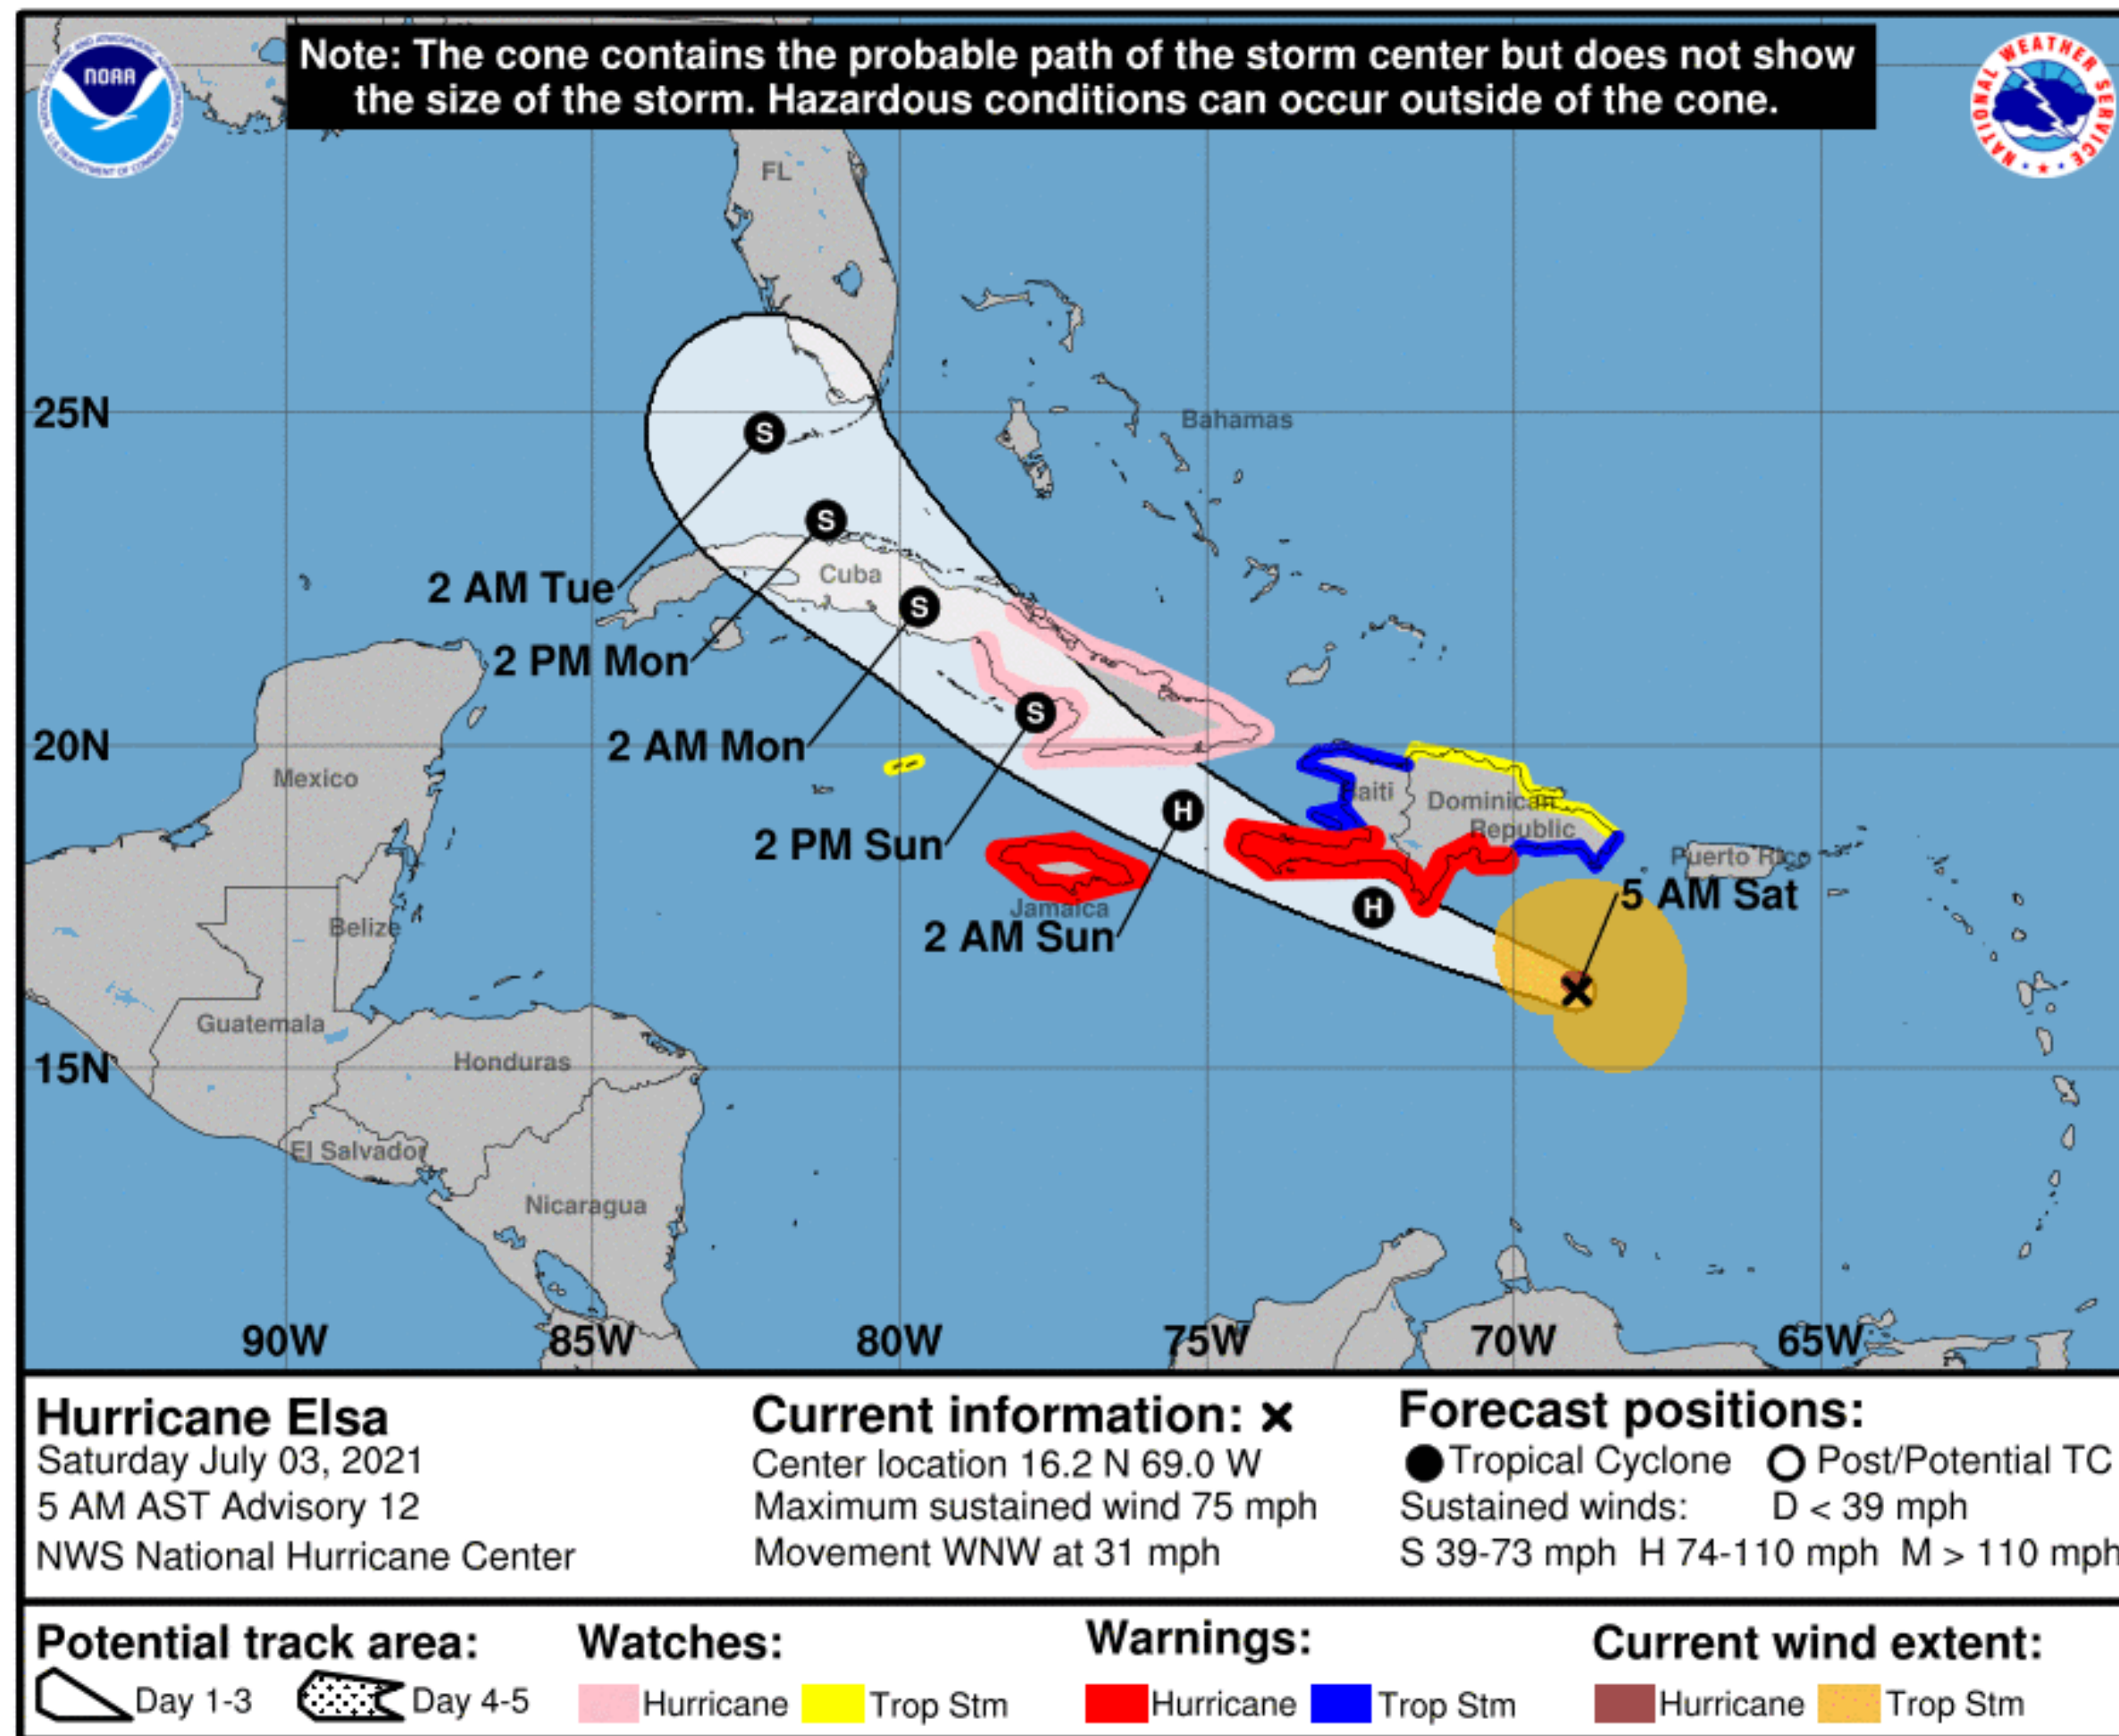 NOAA
Note: The cone contains the probable path of the storm center but does not show
the size of the storm. Hazardous conditions can occur outside of the cone.
NATIONAL WEATHER SERVICE
FL
25N
Bahamas
2 AM Tue
Cuba
2 PM Mon
2 AM Mon
20N
Mexico
2 PM Sun
Haiti
Dominican
Republic
Puerto Rico
5 AM Sat
Jamaica
2 AM Sun
Belize
Guatemala
15N
Honduras
El Salvador
Nicaragua
S
S
S
S
H
H
90W 85W 80W 75W 70W 65W
Hurricane Elsa
Saturday July 03, 2021
5 AM AST Advisory 12
NWS National Hurricane Center
Current information: x
Center location 16.2 N 69.0 W
Maximum sustained wind 75 mph
Movement WNW at 31 mph
Forecast positions:
Tropical Cyclone Post/Potential TC
Sustained winds: D < 39 mph
S 39-73 mph H 74-110 mph M > 110 mph
Potential track area:
Day 1-3 Day 4-5
Watches:
Hurricane Trop Stm
Warnings:
Hurricane Trop Stm
Current wind extent:
Hurricane Trop Stm